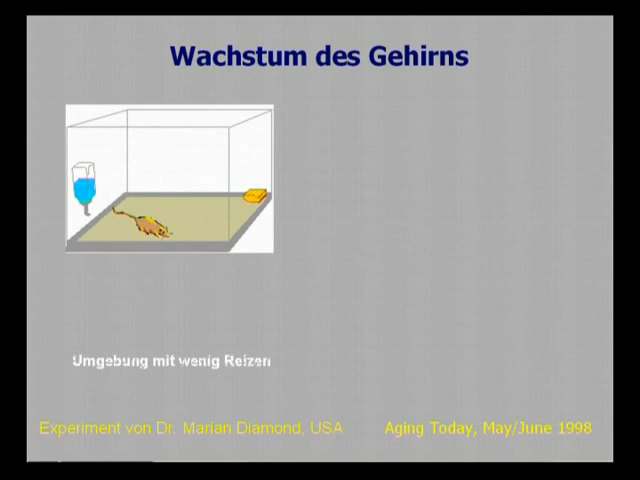 Wachstum des Gehirns
Umgebung mit wenig Reizen
Experiment von Dr. Marian Diamond, USA
Aging Today, May/June 1998